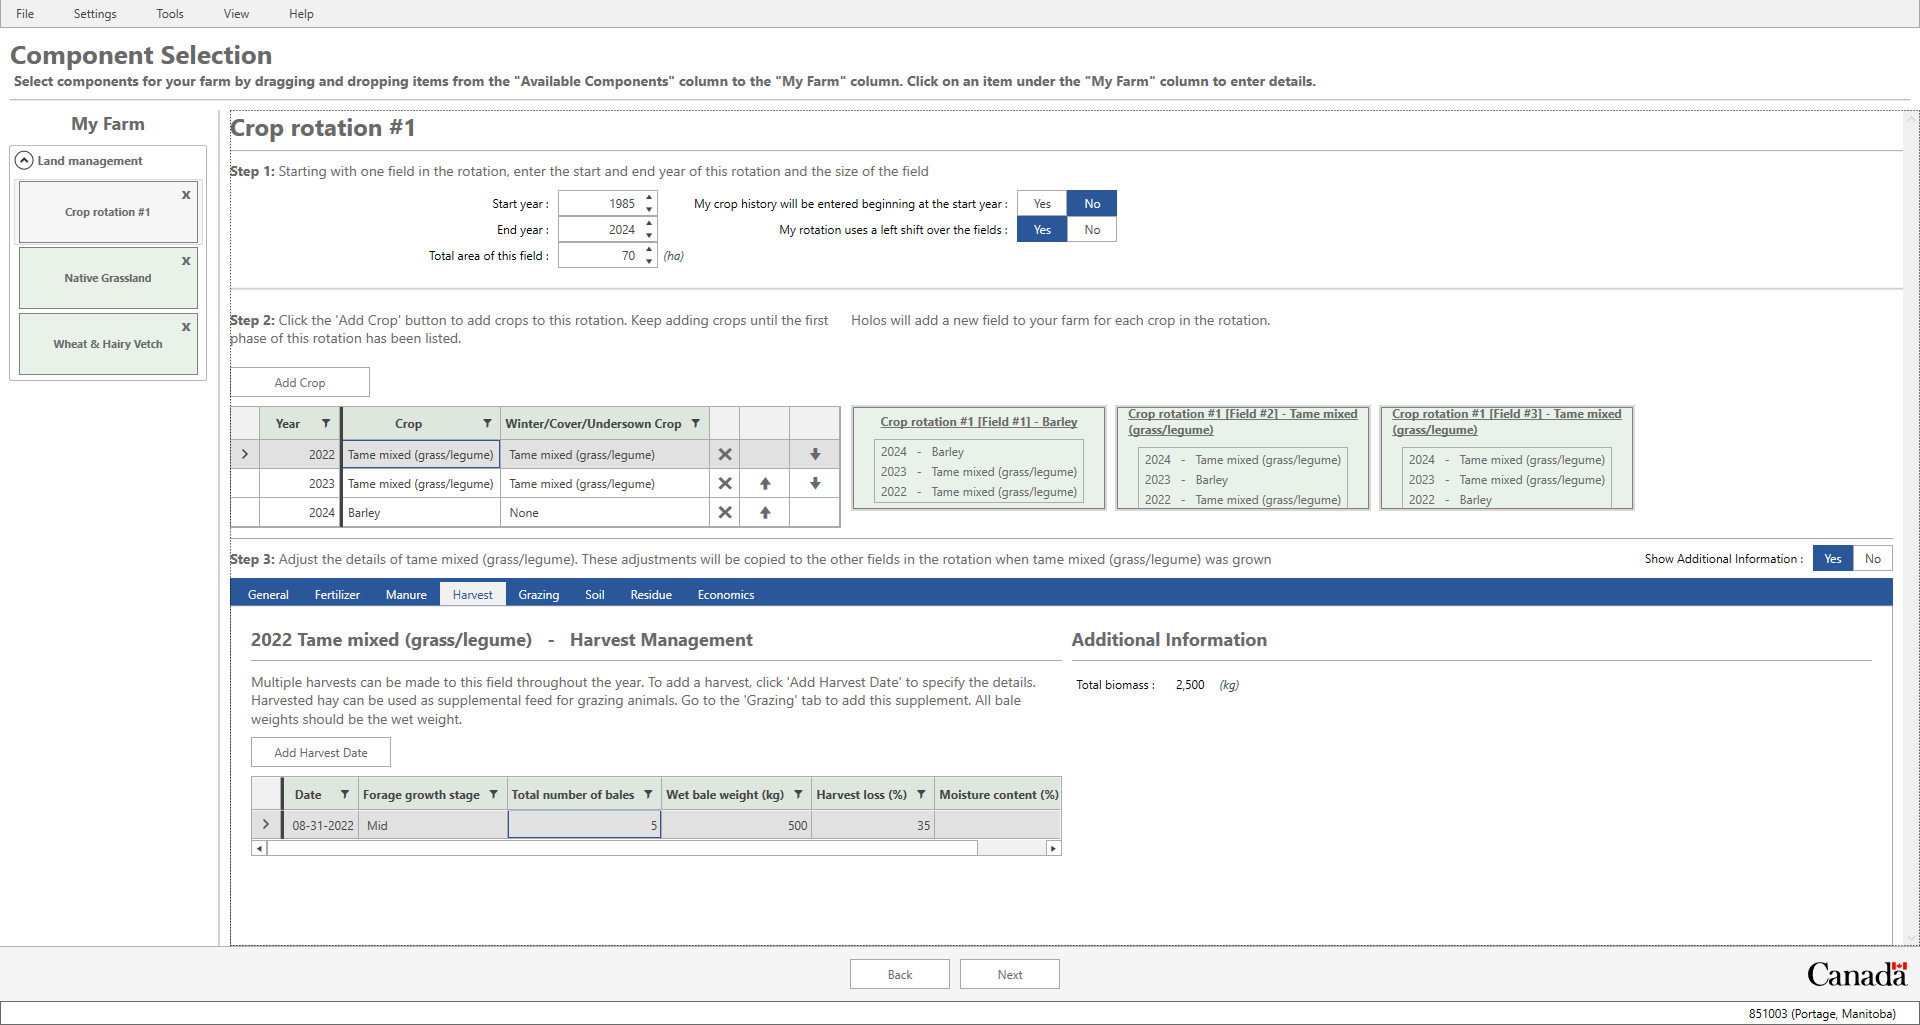 File Settings Tools View Help
Component Selection
Select components for your farm by dragging and dropping items from the "Available Components" column to the "My Farm" column. Click on an item under the "My Farm" column to enter details.
My Farm
Land management
Crop rotation #1 x
Native Grassland x
Wheat & Hairy Vetch x
Crop rotation #1
Step 1: Starting with one field in the rotation, enter the start and end year of this rotation and the size of the field
Start year : 1985 My crop history will be entered beginning at the start year : Yes No
End year : 2024 My rotation uses a left shift over the fields : Yes No
Total area of this field : 70 (ha)
Step 2: Click the 'Add Crop' button to add crops to this rotation. Keep adding crops until the first
phase of this rotation has been listed.
Holos will add a new field to your farm for each crop in the rotation.
Add Crop
Year Crop Winter/Cover/Undersown Crop
2022 Tame mixed (grass/legume) Tame mixed (grass/legume)
2023 Tame mixed (grass/legume) Tame mixed (grass/legume)
2024 Barley None
Crop rotation #1 [Field #1] - Barley
2024 - Barley
2023 - Tame mixed (grass/legume)
2022 - Tame mixed (grass/legume)
Crop rotation #1 [Field #2] - Tame mixed
(grass/legume)
2024 - Tame mixed (grass/legume)
2023 - Barley
2022 - Tame mixed (grass/legume)
Crop rotation #1 [Field #3] - Tame mixed
(grass/legume)
2024 - Tame mixed (grass/legume)
2023 - Tame mixed (grass/legume)
2022 - Barley
Step 3: Adjust the details of tame mixed (grass/legume). These adjustments will be copied to the other fields in the rotation when tame mixed (grass/legume) was grown
Show Additional Information : Yes No
General Fertilizer Manure Harvest Grazing Soil Residue Economics
2022 Tame mixed (grass/legume) - Harvest Management
Multiple harvests can be made to this field throughout the year. To add a harvest, click 'Add Harvest Date' to specify the details.
Harvested hay can be used as supplemental feed for grazing animals. Go to the 'Grazing' tab to add this supplement. All bale
weights should be the wet weight.
Add Harvest Date
Date Forage growth stage Total number of bales Wet bale weight (kg) Harvest loss (%) Moisture content (%)
08-31-2022 Mid 5 500 35
Additional Information
Total biomass : 2,500 (kg)
Back Next
Canada
851003 (Portage, Manitoba)